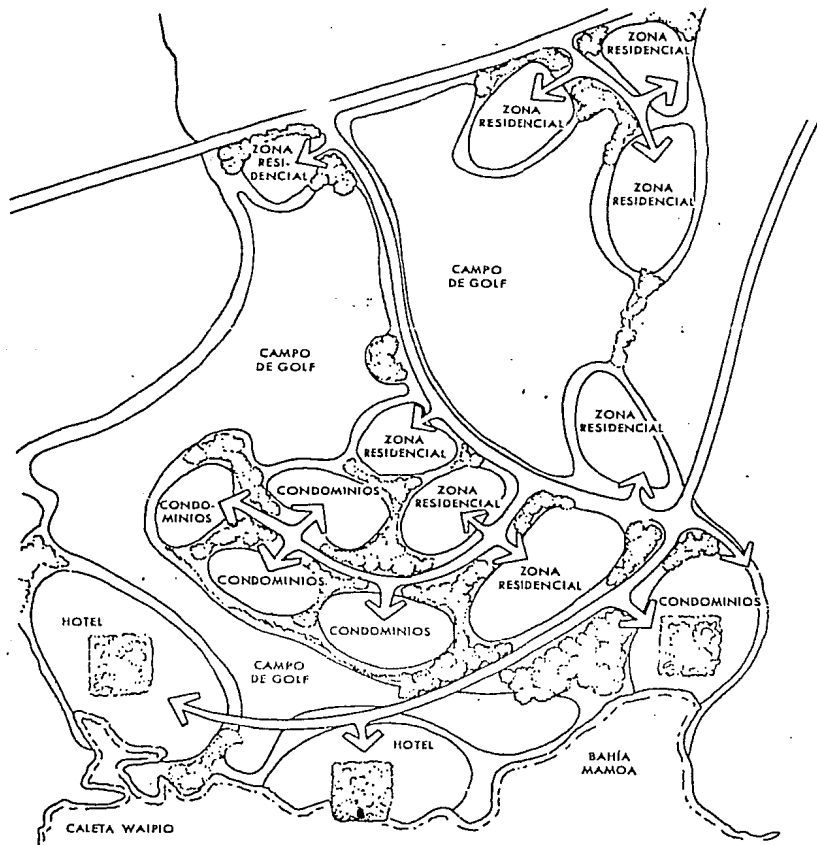 ZONA
RESIDENCIAL
ZONA
RESIDENCIAL
ZONA
RESI-
DENCIAL
ZONA
RESIDENCIAL
CAMPO
DE GOLF
CAMPO
DE GOLF
ZONA
RESIDENCIAL
ZONA
RESIDENCIAL
CONDO-
MINIOS
CONDOMINIOS
ZONA
RESIDENCIAL
CONDOMINIOS
ZONA
RESIDENCIAL
CONDOMINIOS
CONDOMINIOS
HOTEL
CAMPO
DE GOLF
HOTEL
BAHÍA
MAMOA
CALETA WAIPIO